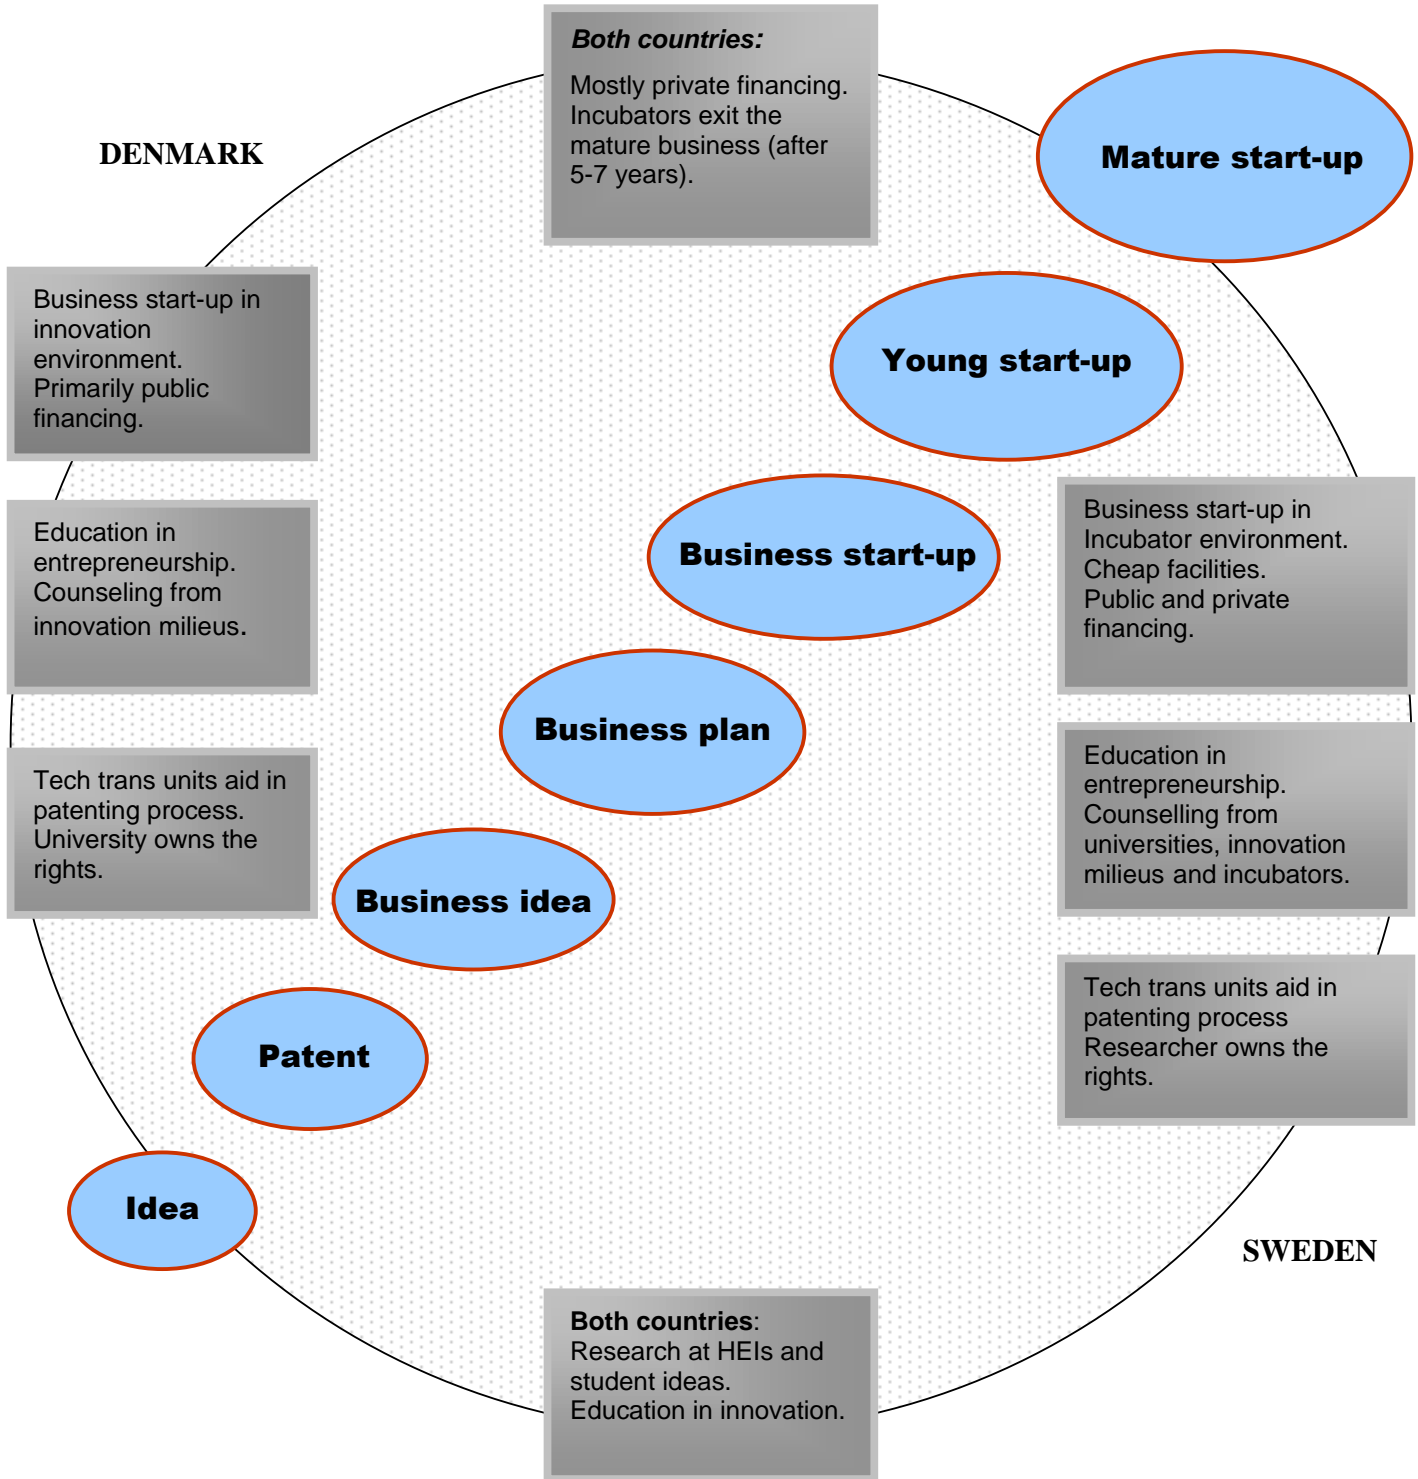 Both countries:
Mostly private financing.
Incubators exit the
mature business (after
5-7 years).
DENMARK
Mature start-up
Business start-up in
innovation
environment.
Primarily public
financing.
Young start-up
Education in
entrepreneurship.
Counseling from
innovation milieus.
Business start-up
Business start-up in
Incubator environment.
Cheap facilities.
Public and private
financing.
Business plan
Tech trans units aid in
patenting process.
University owns the
rights.
Education in
entrepreneurship.
Counselling from
universities, innovation
milieus and incubators.
Business idea
Patent
Tech trans units aid in
patenting process
Researcher owns the
rights.
Idea
SWEDEN
Both countries:
Research at HEIs and
student ideas.
Education in innovation.